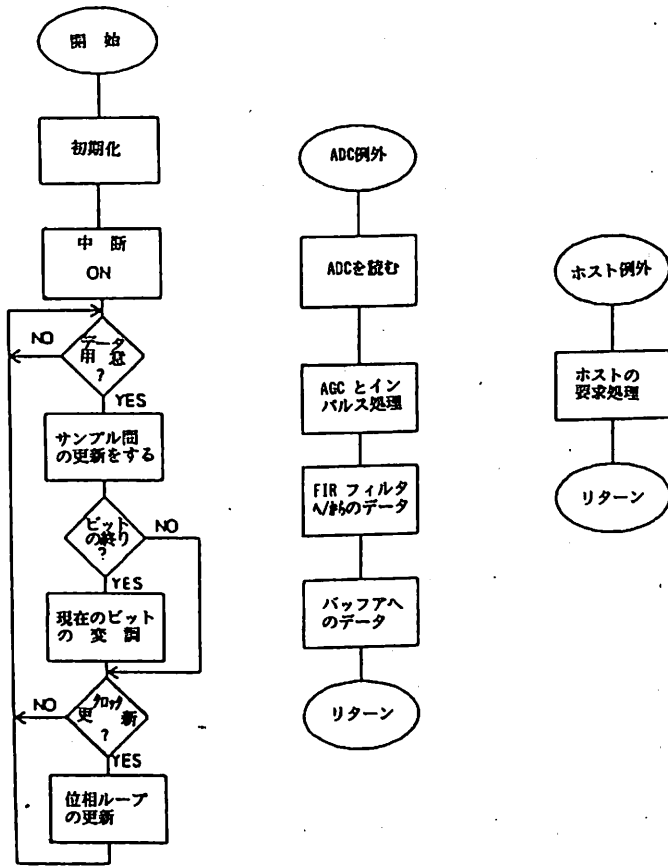 開 始
初期化
中 断
ON
データ
用 意
?
NO
YES
サンプル間
の更新をする
ビット
の終り
?
NO
YES
現在のビット
の 変 調
クロック
更 新
?
NO
YES
位相ループ
の更新
ADC例外
ADCを読む
AGC とイン
パルス処理
FIR フィルタ
へ/からのデータ
バッファへ
のデータ
リターン
ホスト例外
ホストの
要求処理
リターン